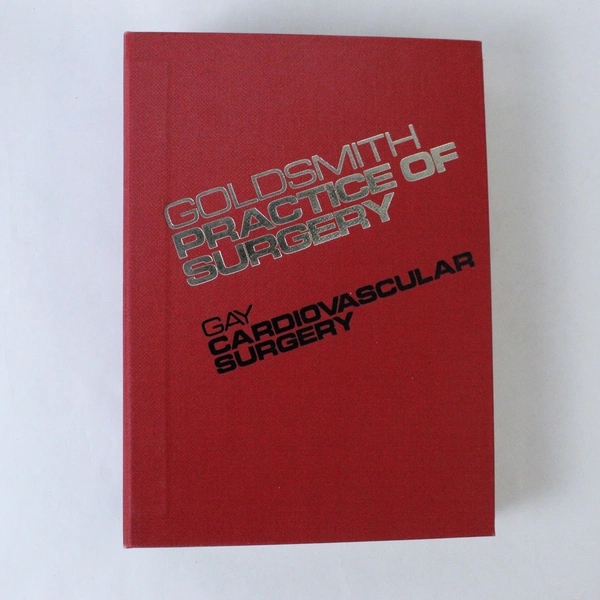 GOLDSMITH
PRACTICE OF
SURGERY
GAY
CARDIOVASCULAR
SURGERY